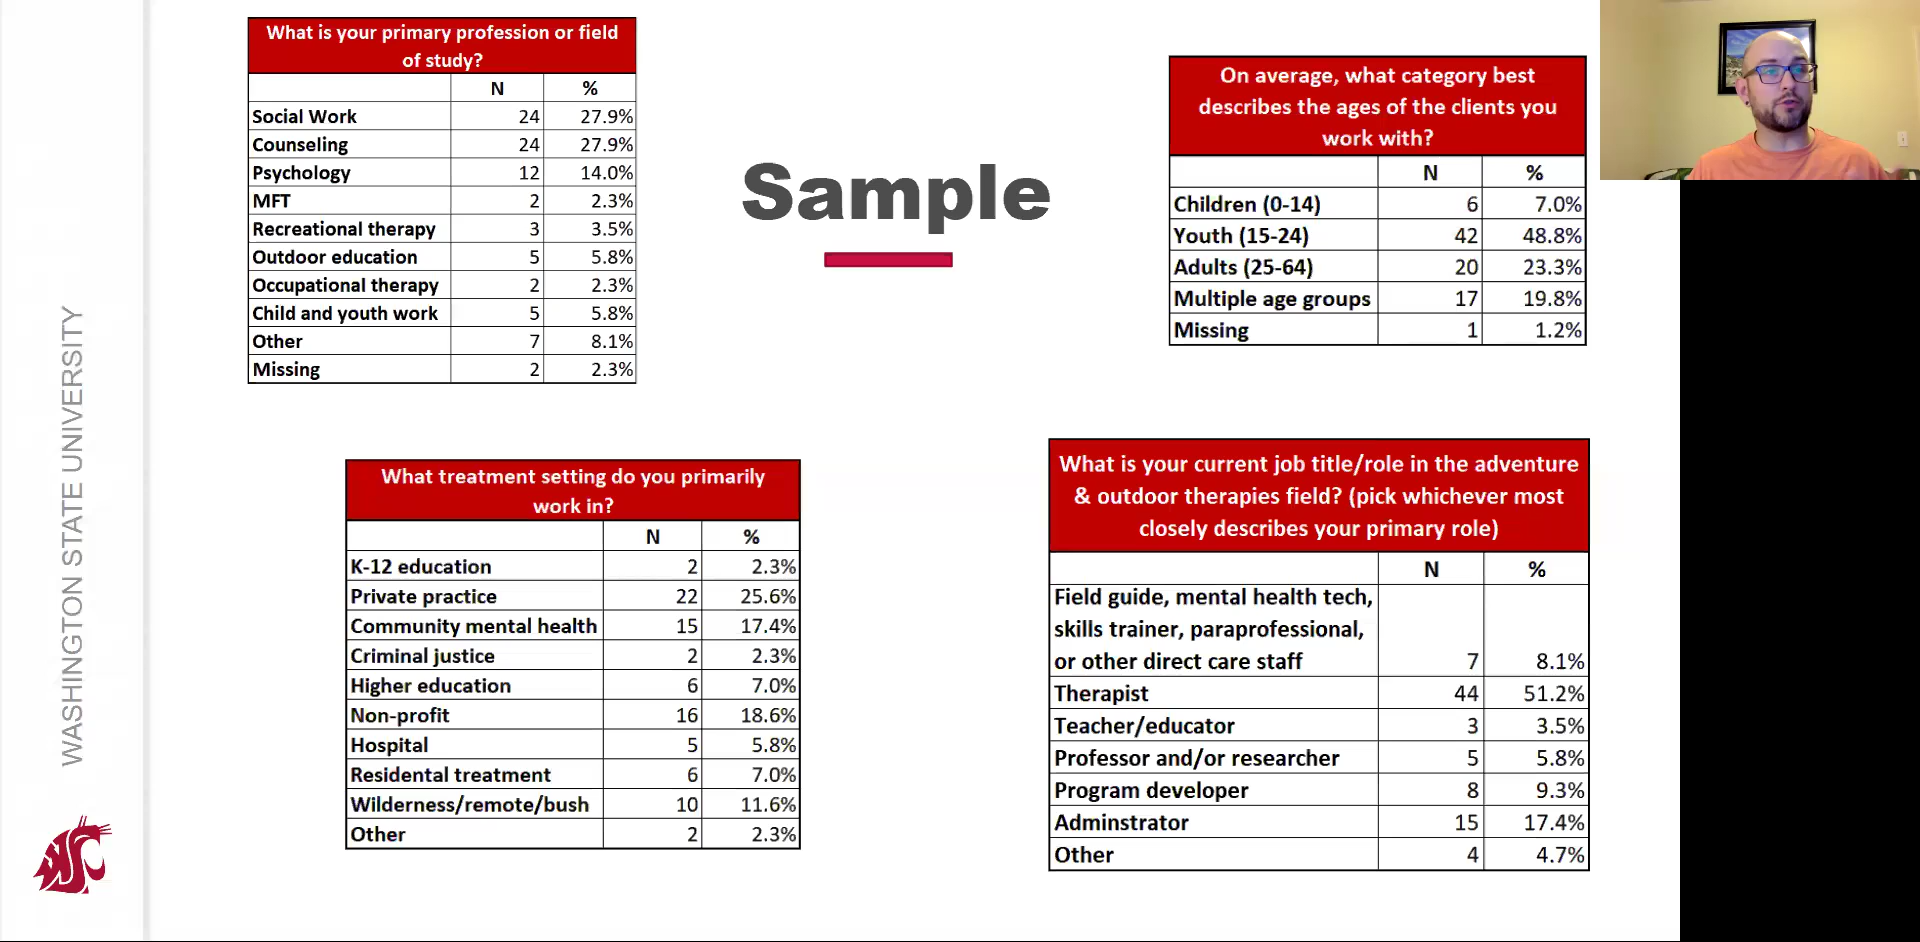 What is your primary profession or field
of study?
N %
Social Work 24 27.9%
Counseling 24 27.9%
Psychology 12 14.0%
MFT 2 2.3%
Recreational therapy 3 3.5%
Outdoor education 5 5.8%
Occupational therapy 2 2.3%
Child and youth work 5 5.8%
Other 7 8.1%
Missing 2 2.3%
Sample
On average, what category best
describes the ages of the clients you
work with?
N %
Children (0-14) 6 7.0%
Youth (15-24) 42 48.8%
Adults (25-64) 20 23.3%
Multiple age groups 17 19.8%
Missing 1 1.2%
WASHINGTON STATE UNIVERSITY
What treatment setting do you primarily
work in?
N %
K-12 education 2 2.3%
Private practice 22 25.6%
Community mental health 15 17.4%
Criminal justice 2 2.3%
Higher education 6 7.0%
Non-profit 16 18.6%
Hospital 5 5.8%
Residental treatment 6 7.0%
Wilderness/remote/bush 10 11.6%
Other 2 2.3%
What is your current job title/role in the adventure
& outdoor therapies field? (pick whichever most
closely describes your primary role)
N %
Field guide, mental health tech,
skills trainer, paraprofessional,
or other direct care staff 7 8.1%
Therapist 44 51.2%
Teacher/educator 3 3.5%
Professor and/or researcher 5 5.8%
Program developer 8 9.3%
Adminstrator 15 17.4%
Other 4 4.7%